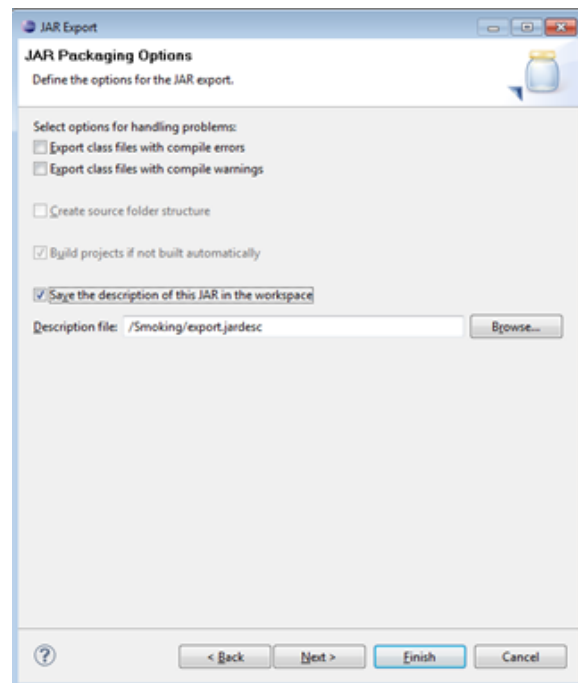 JAR Export
JAR Packaging Options
Define the options for the JAR export.
Select options for handling problems:
Export class files with compile errors
Export class files with compile warnings
Create source folder structure
Build projects if not built automatically
Save the description of this JAR in the workspace
Description file: /Smoking/export.jardesc Browse...
? < Back Next > Finish Cancel